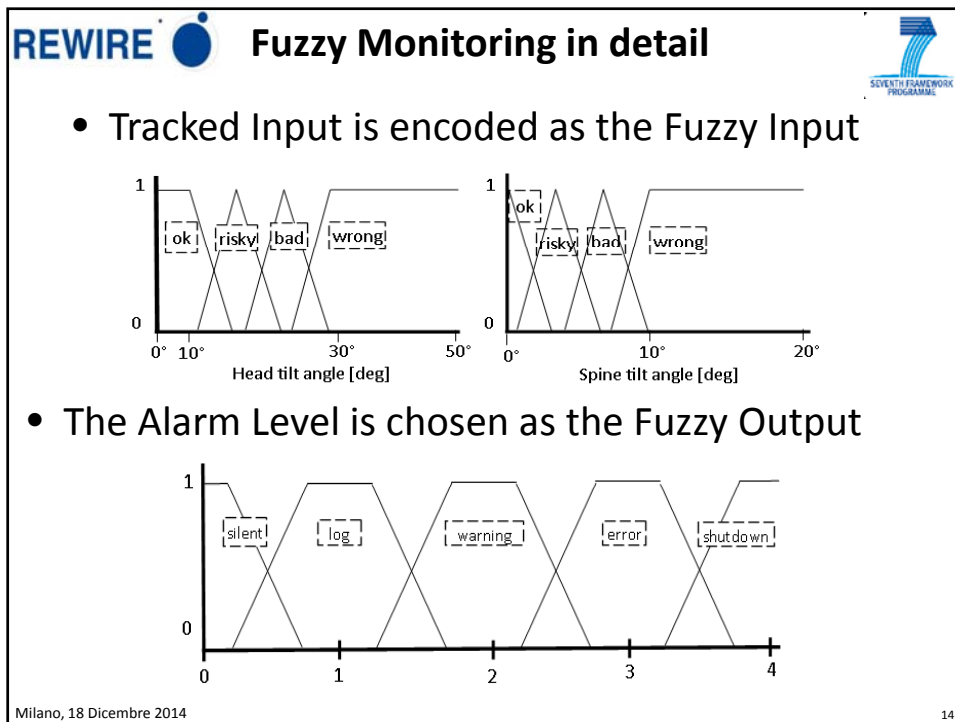 REWIRE
Fuzzy Monitoring in detail
SEVENTH FRAMEWORK
PROGRAMME
• Tracked Input is encoded as the Fuzzy Input
1
ok
risky
bad
wrong
0
0° 10° 30° 50°
Head tilt angle [deg]
1
ok
risky
bad
wrong
0
0° 10° 20°
Spine tilt angle [deg]
• The Alarm Level is chosen as the Fuzzy Output
1
silent
log
warning
error
shutdown
0
0 1 2 3 4
Milano, 18 Dicembre 2014
14